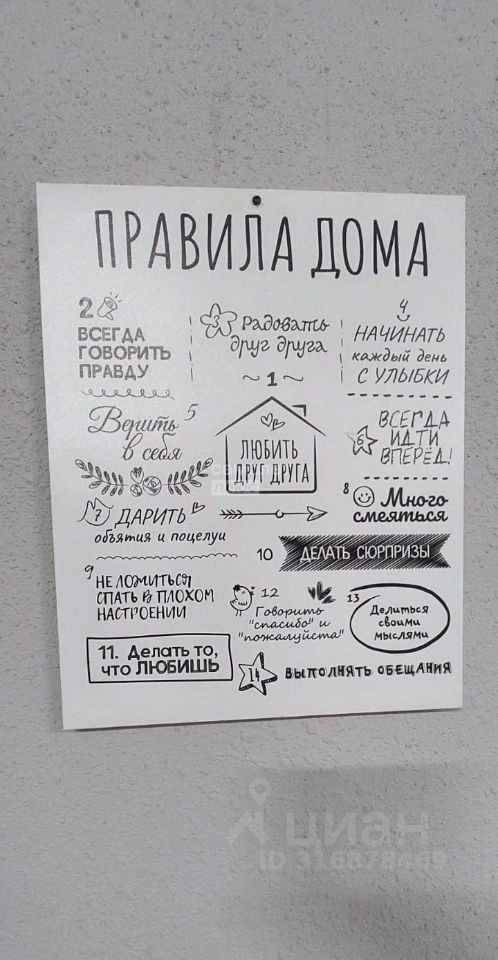 ПРАВИЛА ДОМА
2
ВСЕГДА
ГОВОРИТЬ
ПРАВДУ
3 Радовать
друг друга
4
НАЧИНАТЬ
каждый день
С УЛЫБКИ
~ 1 ~
ЛЮБИТЬ
ДРУГ ДРУГА
Верить 5
в себя
6
ВСЕГДА
ИДТИ
ВПЕРЁД!
7 ДАРИТЬ
объятия и поцелуи
8 Много
смеяться
9
НЕ ЛОЖИТЬСЯ
СПАТЬ В ПЛОХОМ
НАСТРОЕНИИ
10 ДЕЛАТЬ СЮРПРИЗЫ
12
Говорить
"спасибо" и
"пожалуйста"
13
Делиться
своими
мыслями
11. Делать то,
что ЛЮБИШЬ
14 ВЫПОЛНЯТЬ ОБЕЩАНИЯ
циан